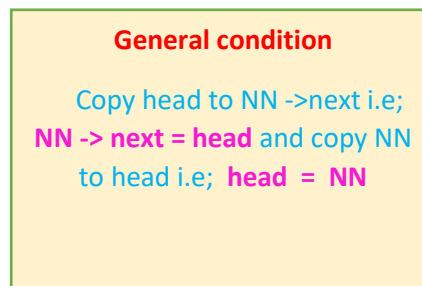 General condition
Copy head to NN ->next i.e;
NN -> next = head and copy NN
to head i.e; head = NN